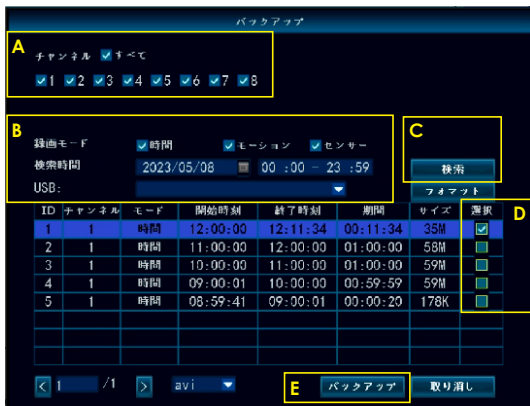 バックアップ
A
チャンネル すべて
1 2 3 4 5 6 7 8
B
録画モード 時間 モーション センサー
C
検索時間 2023/05/08 00:00 - 23:59 検索
USB: フォマット
ID チャンネル モード 開始時刻 終了時刻 期間 サイズ 選択
D
1 1 時間 12:00:00 12:11:34 00:11:34 35M
2 1 時間 11:00:00 12:00:00 01:00:00 58M
3 1 時間 10:00:00 11:00:00 01:00:00 59M
4 1 時間 09:00:01 10:00:00 00:59:59 59M
5 1 時間 08:59:41 09:00:01 00:00:20 178K
< 1 /1 > avi E バックアップ 取り消し